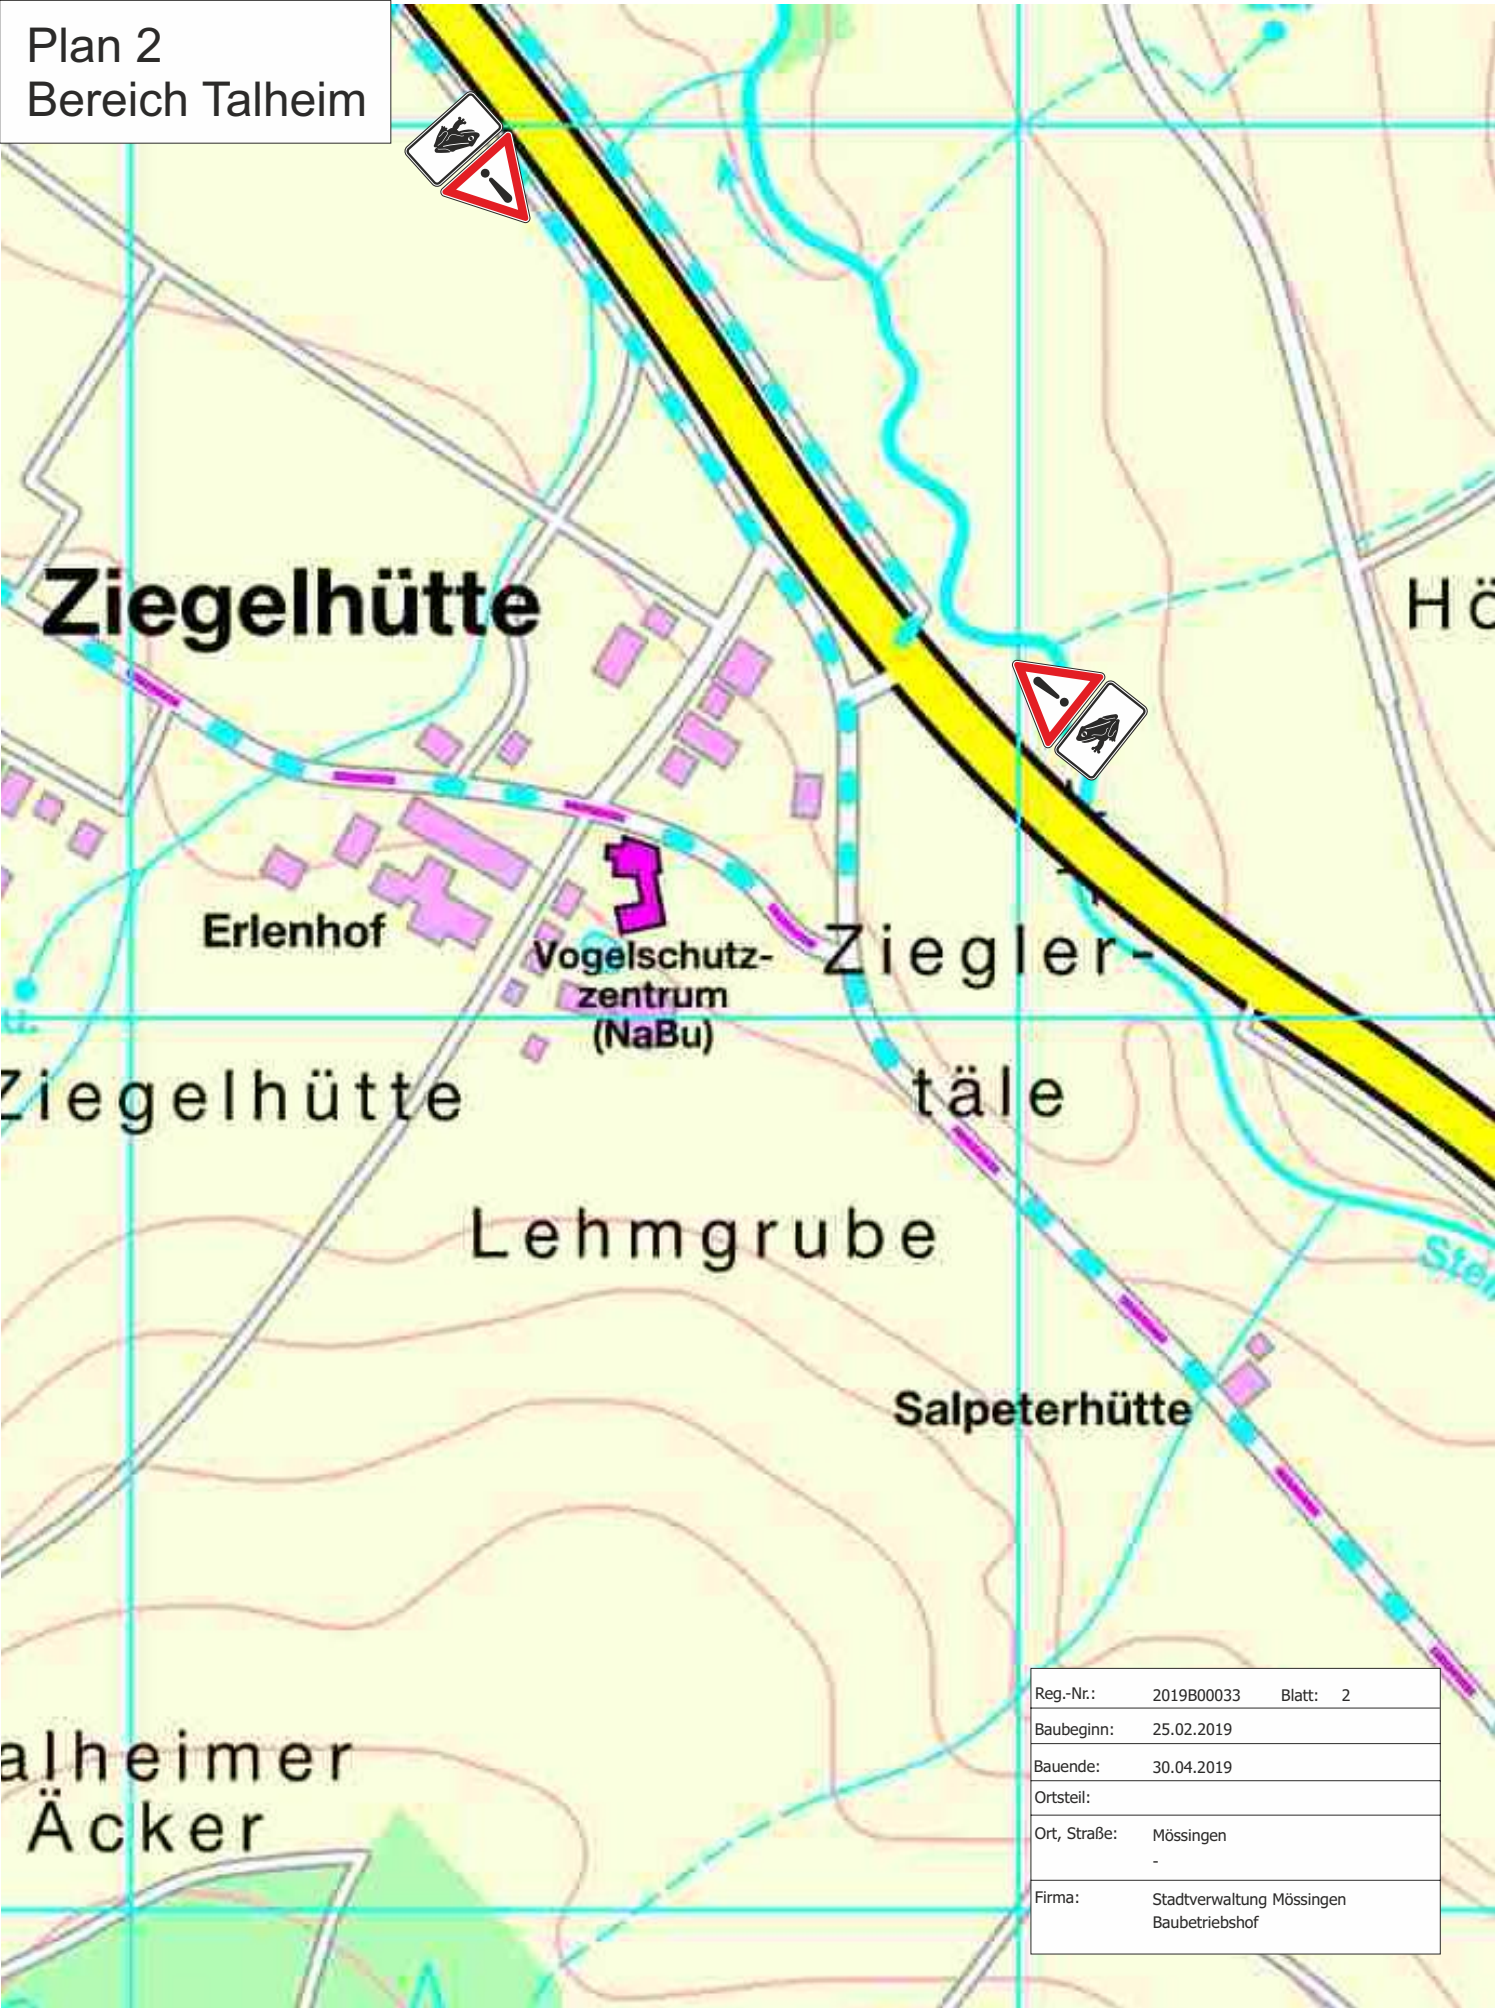 Plan 2
Bereich Talheim
Ziegelhütte
Hö
Erlenhof
Vogelschutz-
zentrum
(NaBu)
Ziegler-
täle
Ziegelhütte
Lehmgrube
Salpeterhütte
alheimer
Äcker
Reg.-Nr.: 2019B00033 Blatt: 2
Baubeginn: 25.02.2019
Bauende: 30.04.2019
Ortsteil:
Ort, Straße: Mössingen
-
Firma: Stadtverwaltung Mössingen
Baubetriebshof